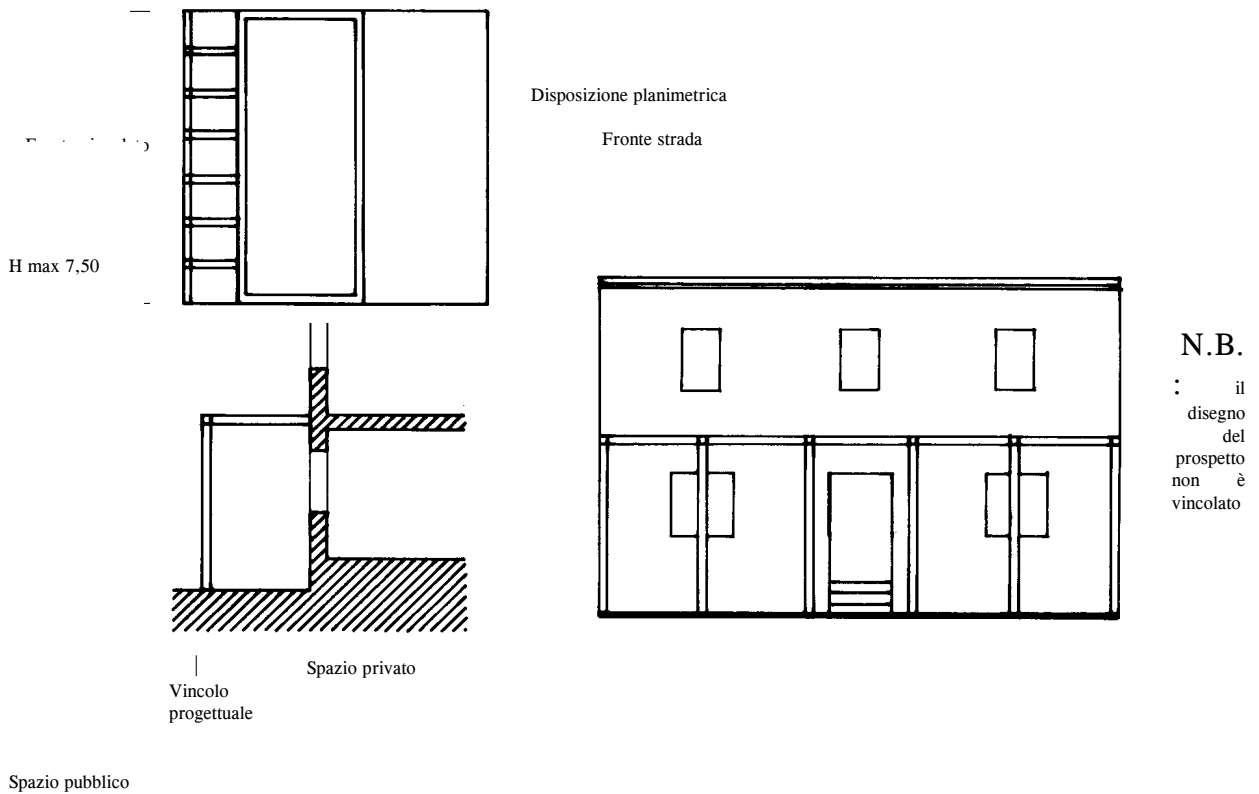 Disposizione planimetrica
Fronte strada
H max 7,50
N.B.
: il
disegno
del
prospetto
non è
vincolato
Spazio privato
Vincolo
progettuale
Spazio pubblico